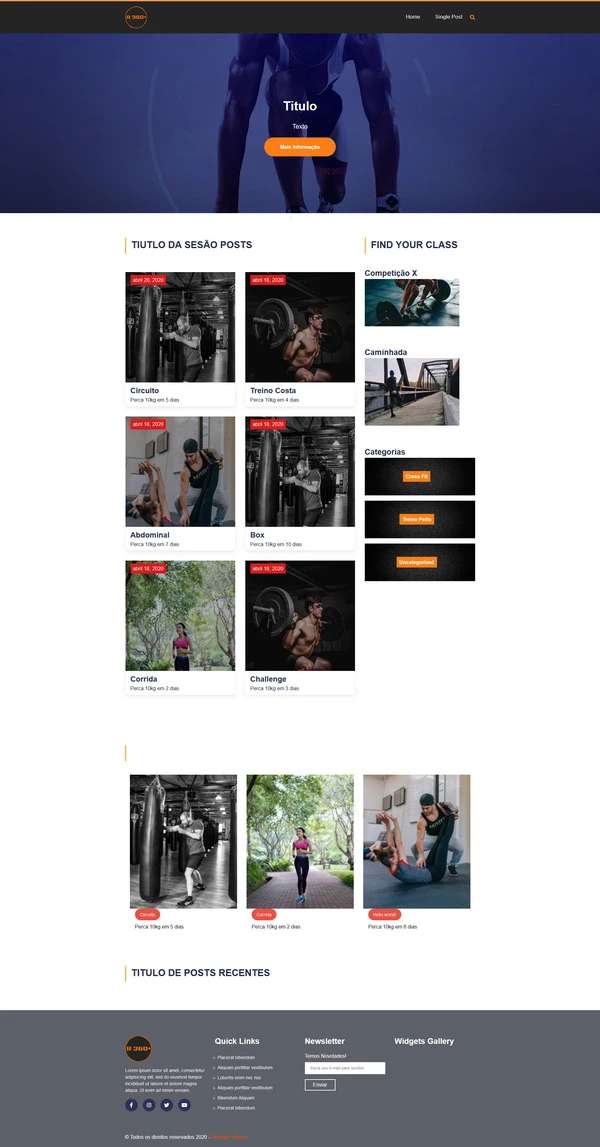 R 360+
Home
Single Post
Titulo
Texto
Mais Informação
TIUTLO DA SESÃO POSTS
FIND YOUR CLASS
abril 20, 2020
Circuito
Perca 10kg em 5 dias
abril 18, 2020
Treino Costa
Perca 10kg em 4 dias
Competição X
Caminhada
abril 18, 2020
Abdominal
Perca 10kg em 7 dias
abril 18, 2020
Box
Perca 10kg em 10 dias
Categorias
Cross Fit
Treino Peito
Uncategorised
abril 18, 2020
Corrida
Perca 10kg em 2 dias
abril 18, 2020
Challenge
Perca 10kg em 3 dias
Circuito
Perca 10kg em 5 dias
Corrida
Perca 10kg em 2 dias
Hello world!
Perca 10kg em 6 dias
TITULO DE POSTS RECENTES
R 360+
Lorem ipsum dolor sit amet, consectetur
adipisicing elit, sed do eiusmod tempor
incididunt ut labore et dolore magna
aliqua. Ut enim ad minim veniam.
Quick Links
Placerat bibendum
Aliquam porttitor vestibulum
Lobortis enim nec nisi
Aliquam porttitor vestibulum
Bibendum Aliquam
Placerat bibendum
Newsletter
Temos Novidades!
Insira seu e-mail para receber
Enviar
Widgets Gallery
© Todos os direitos reservados 2020 -